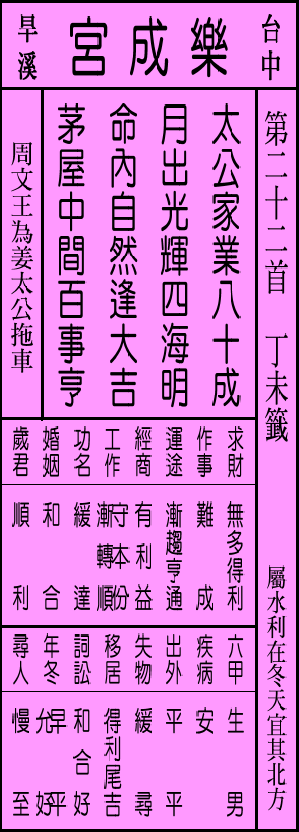 台中
樂成宮
旱溪
第二十二首 丁未籤 屬水利在冬天宜其北方
太公家業八十成
月出光輝四海明
命內自然逢大吉
茅屋中間百事亨
周文王為姜太公拖車
求財 無多得利
作事 難成
運途 漸趨亨通
經商 有利益
工作 守本份漸轉順
功名 緩達
婚姻 和合
歲君 順利
六甲 生男
疾病 安
出外 平平
失物 緩尋
移居 得利尾吉
詞訟 和合好
年冬 早平允好
尋人 慢至